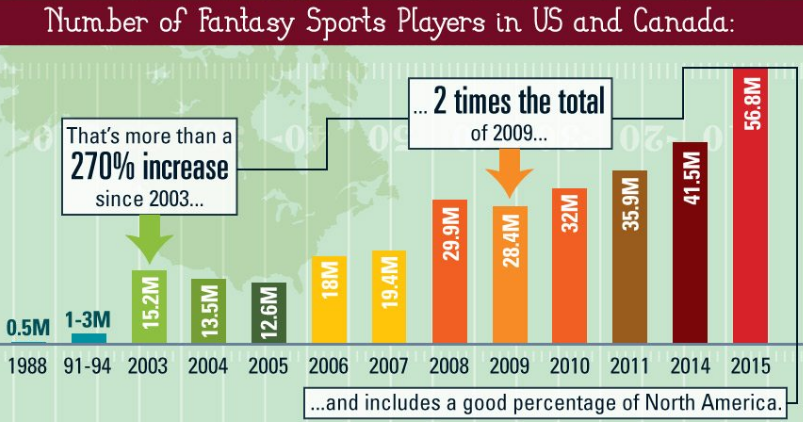 Number of Fantasy Sports Players in US and Canada:
That's more than a
270% increase
since 2003...
... 2 times the total
of 2009...
0.5M
1-3M
15.2M
13.5M
12.6M
18M
19.4M
29.9M
28.4M
32M
35.9M
41.5M
56.8M
1988 91-94 2003 2004 2005 2006 2007 2008 2009 2010 2011 2014 2015
...and includes a good percentage of North America.